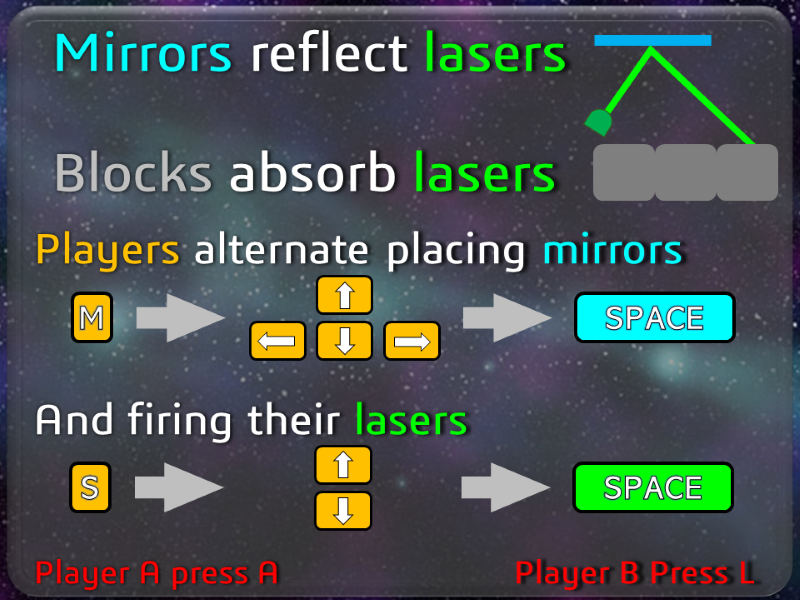 Mirrors reflect lasers
Blocks absorb lasers
Players alternate placing mirrors
M SPACE
And firing their lasers
S SPACE
Player A press A Player B Press L